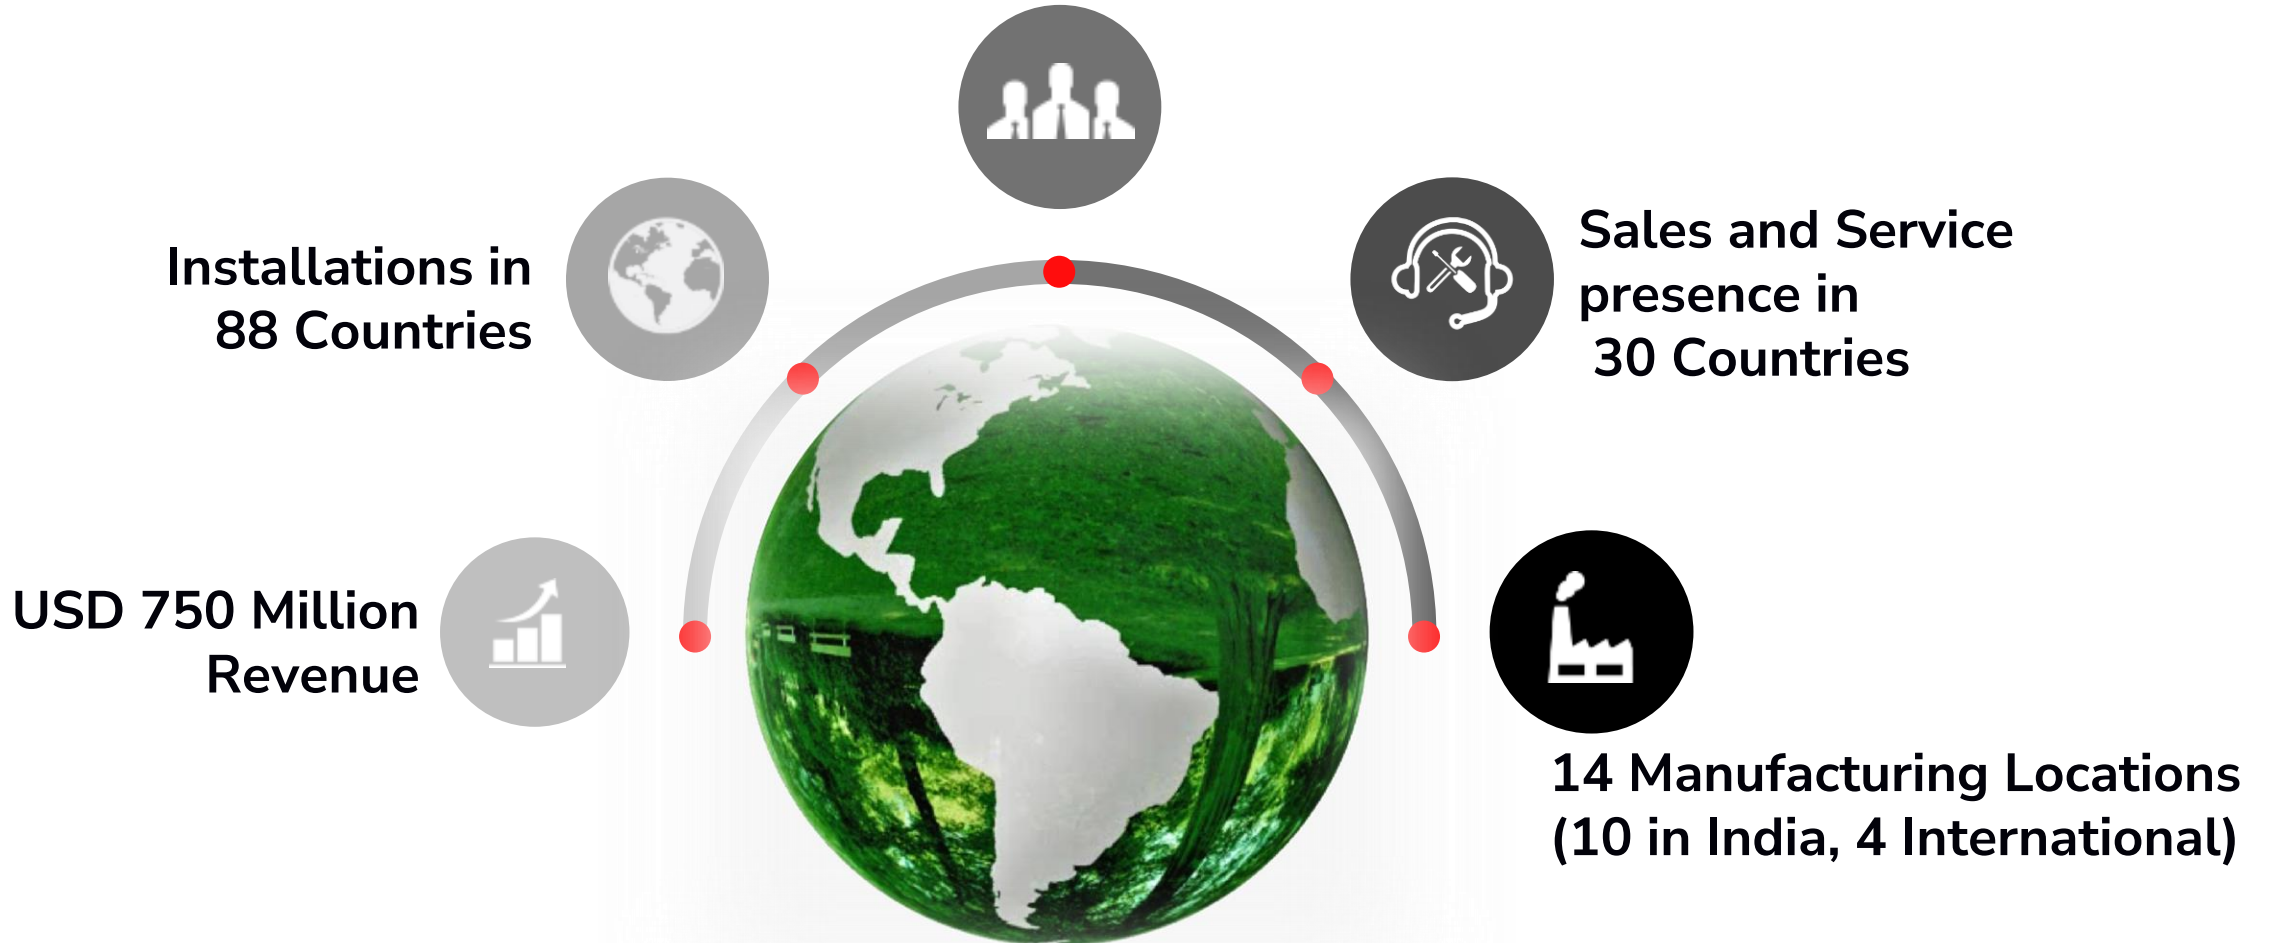 Installations in
88 Countries
Sales and Service
presence in
30 Countries
USD 750 Million
Revenue
14 Manufacturing Locations
(10 in India, 4 International)